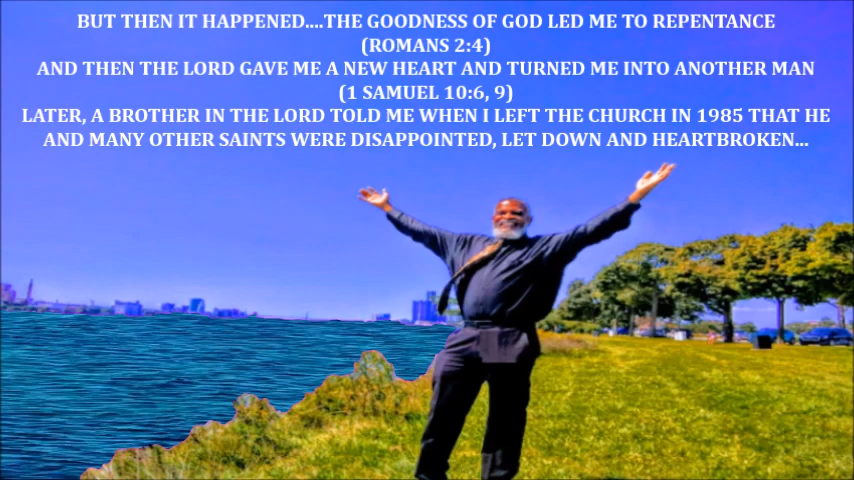 BUT THEN IT HAPPENED....THE GOODNESS OF GOD LED ME TO REPENTANCE
(ROMANS 2:4)
AND THEN THE LORD GAVE ME A NEW HEART AND TURNED ME INTO ANOTHER MAN
(1 SAMUEL 10:6, 9)
LATER, A BROTHER IN THE LORD TOLD ME WHEN I LEFT THE CHURCH IN 1985 THAT HE
AND MANY OTHER SAINTS WERE DISAPPOINTED, LET DOWN AND HEARTBROKEN...